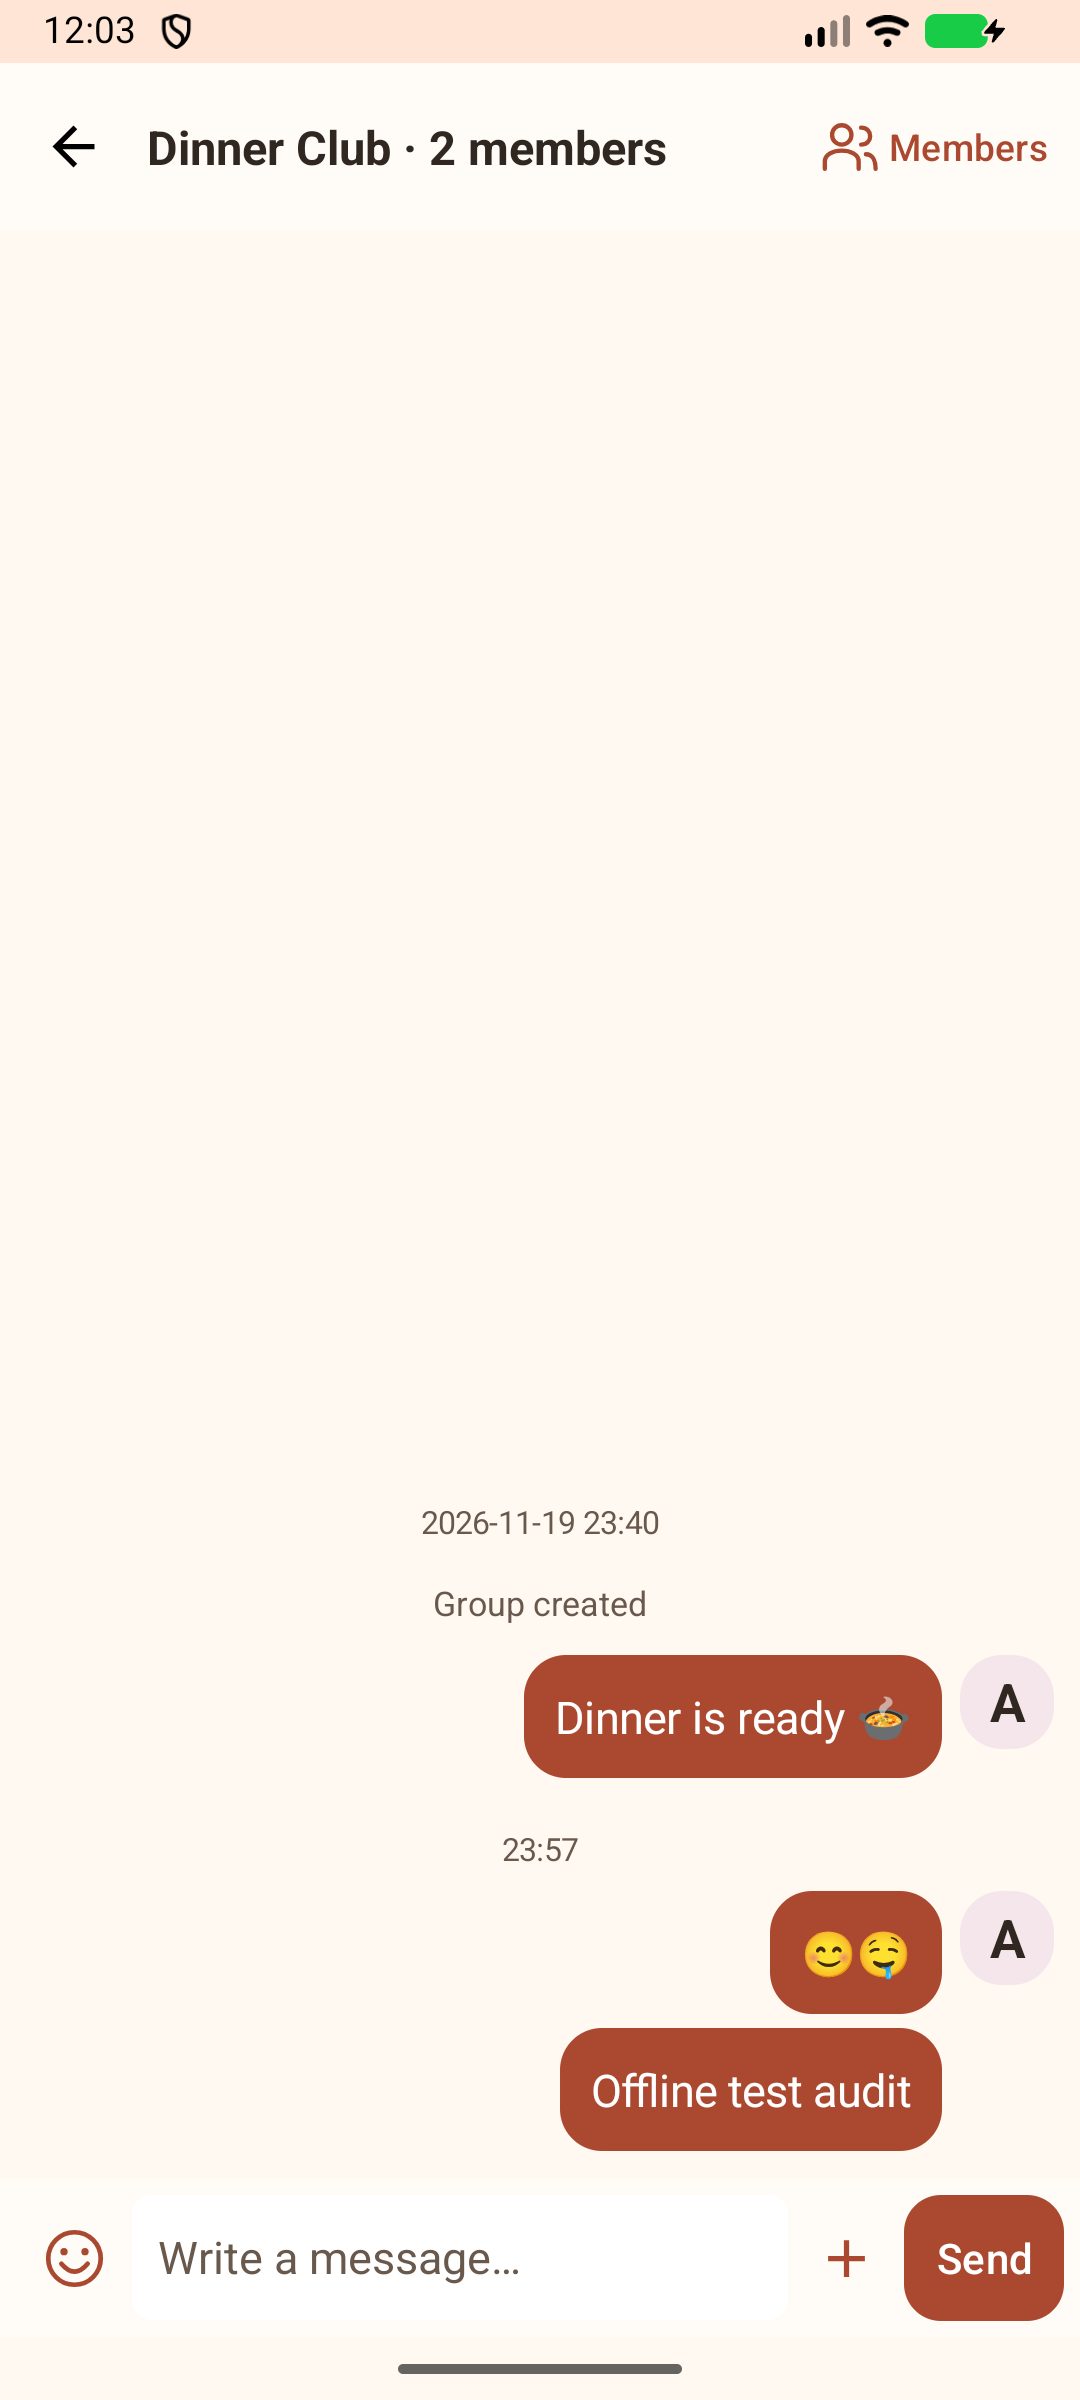 12:03
Dinner Club · 2 members
Members
2026-11-19 23:40
Group created
Dinner is ready 🍲
A
23:57
😊🤤
A
Offline test audit
Write a message…
Send